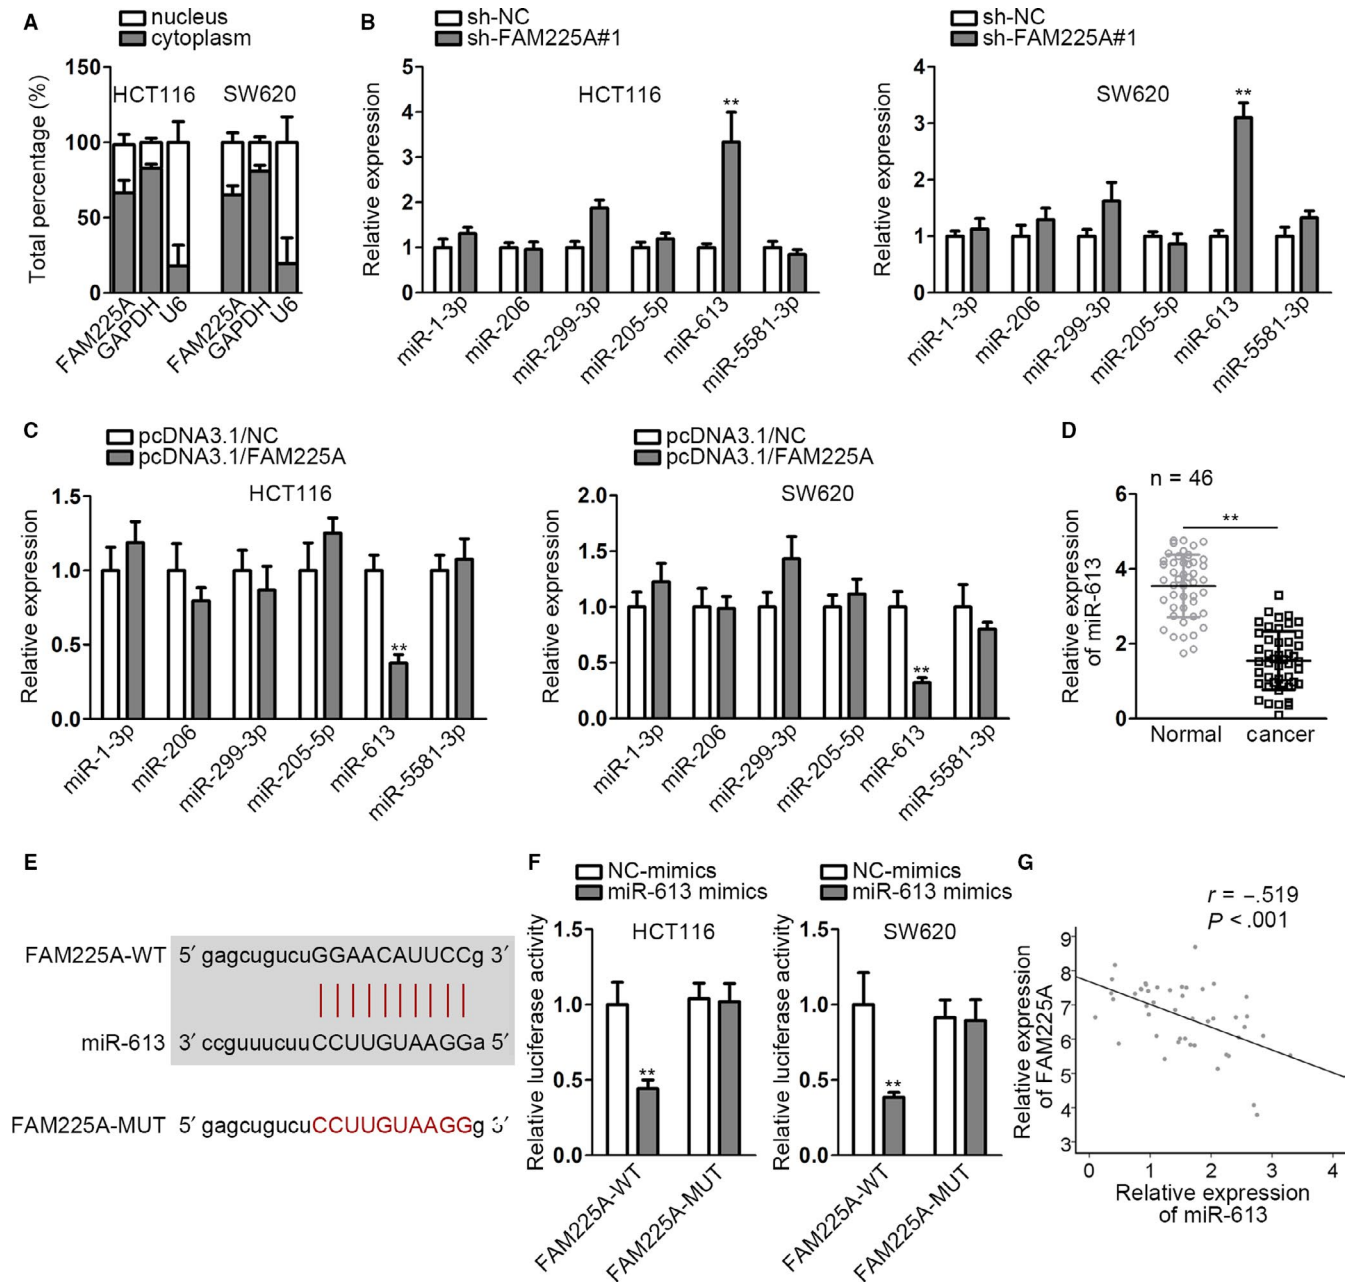 A
nucleus
cytoplasm
Total percentage (%)
150
100
50
0
HCT116
SW620
FAM225A
GAPDH
U6
FAM225A
GAPDH
U6
B
sh-NC
sh-FAM225A#1
Relative expression
5
4
3
2
1
0
HCT116
**
miR-1-3p
miR-206
miR-299-3p
miR-205-5p
miR-613
miR-5581-3p
sh-NC
sh-FAM225A#1
Relative expression
4
3
2
1
0
SW620
**
miR-1-3p
miR-206
miR-299-3p
miR-205-5p
miR-613
miR-5581-3p
C
pcDNA3.1/NC
pcDNA3.1/FAM225A
Relative expression
1.5
1.0
0.5
0.0
HCT116
**
miR-1-3p
miR-206
miR-299-3p
miR-205-5p
miR-613
miR-5581-3p
pcDNA3.1/NC
pcDNA3.1/FAM225A
Relative expression
2.0
1.5
1.0
0.5
0.0
SW620
**
miR-1-3p
miR-206
miR-299-3p
miR-205-5p
miR-613
miR-5581-3p
D
n = 46
Relative expression
of miR-613
6
4
2
0
**
Normal
cancer
E
FAM225A-WT 5′ gagcugucuGGAACAUUCCg 3′
miR-613 3′ ccguuucuuCCUUGUAAGGa 5′
FAM225A-MUT 5′ gagcugucuCCUUGUAAGGg 3′
F
NC-mimics
miR-613 mimics
Relative luciferase activity
1.5
1.0
0.5
0.0
HCT116
**
FAM225A-WT
FAM225A-MUT
NC-mimics
miR-613 mimics
Relative luciferase activity
1.5
1.0
0.5
0.0
SW620
**
FAM225A-WT
FAM225A-MUT
G
r = −.519
P < .001
Relative expression
of FAM225A
9
8
7
6
5
4
3
0
1
2
3
4
Relative expression
of miR-613